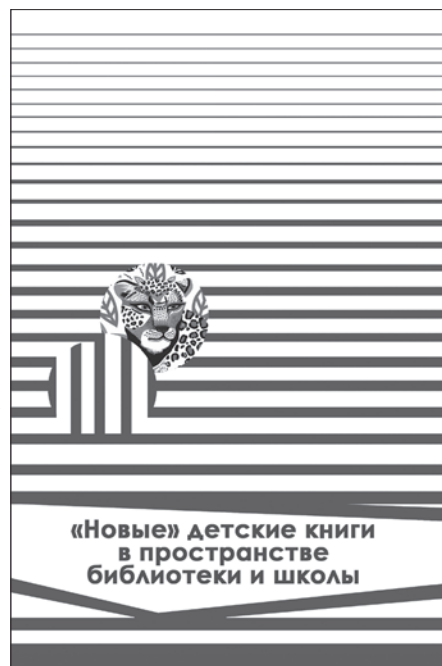 «Новые» детские книги
в пространстве
библиотеки и школы